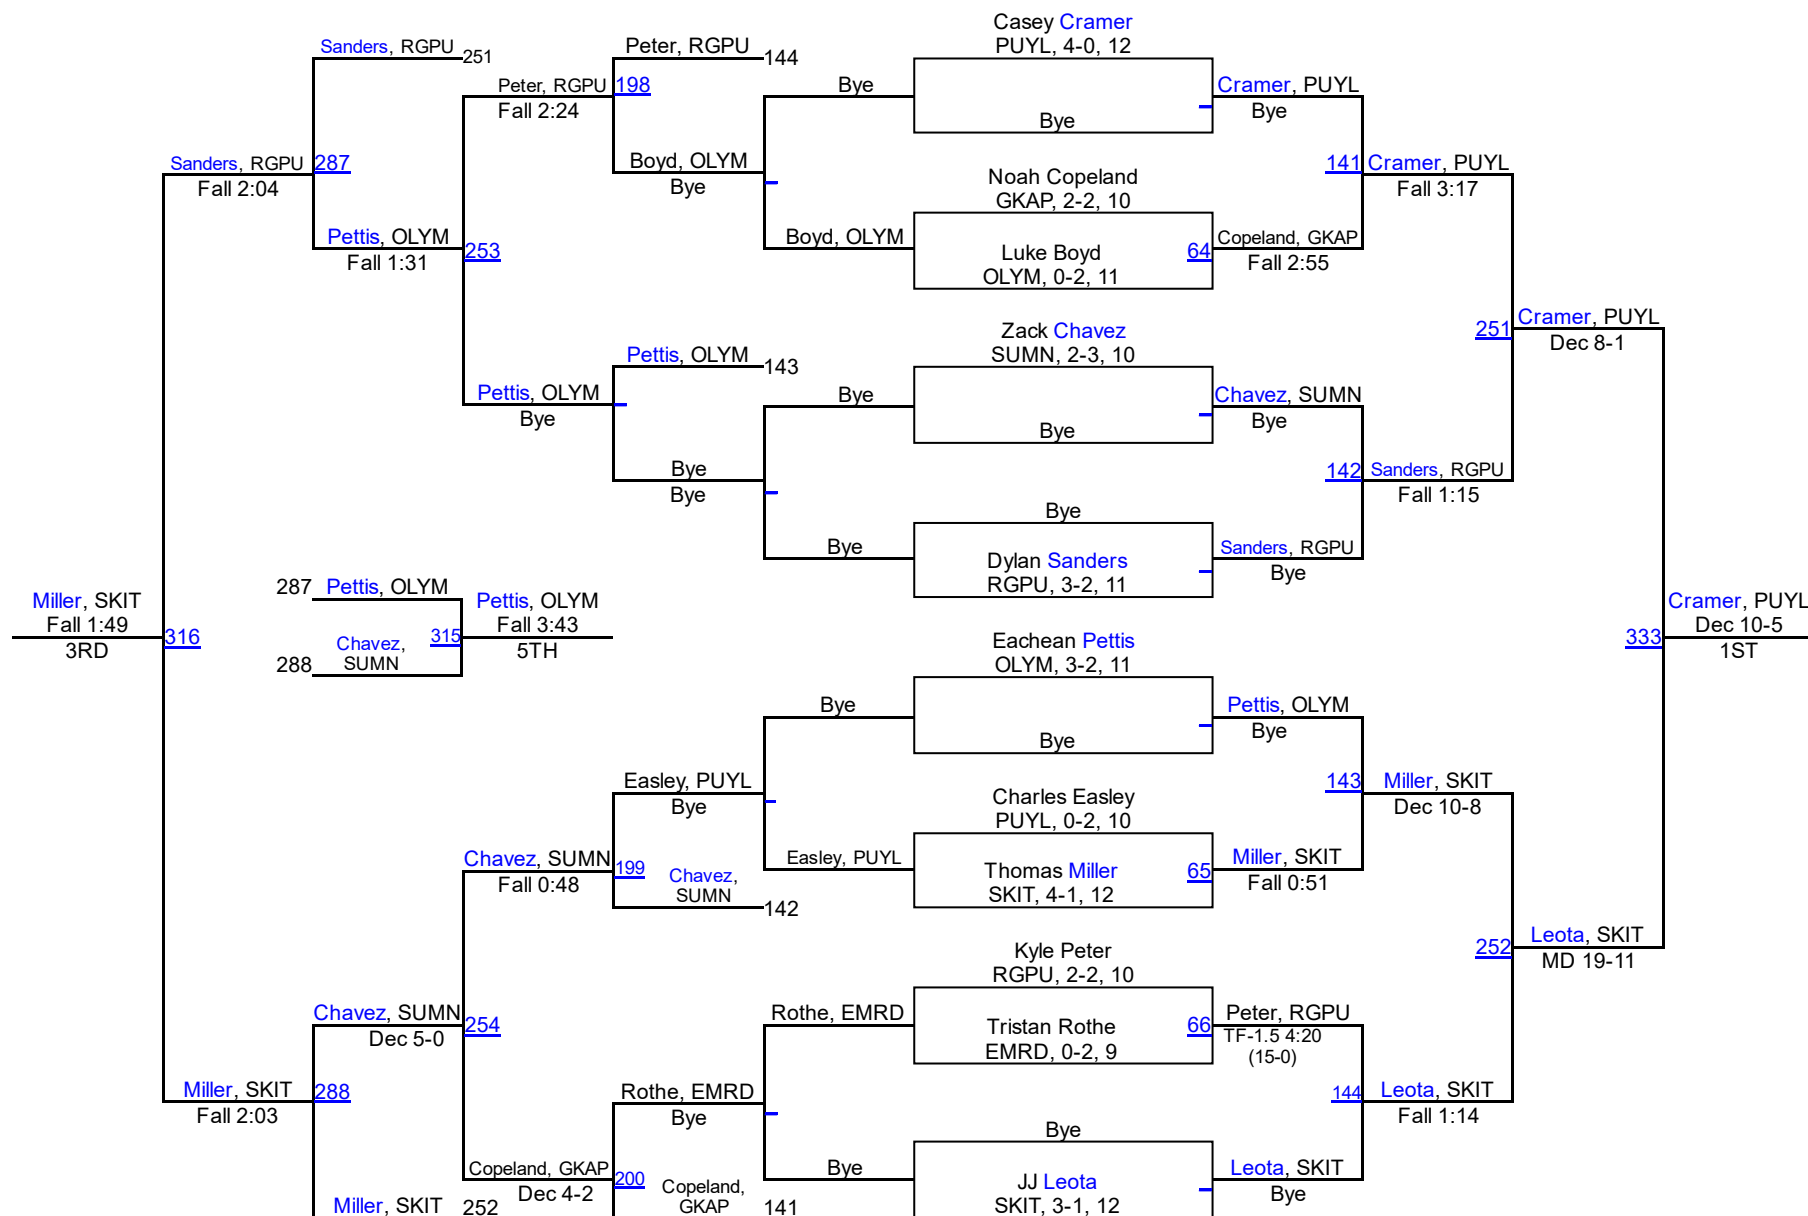 Casey Cramer
PUYL, 4-0, 12
Sanders, RGPU
251
Peter, RGPU
144
Peter, RGPU
198
Fall 2:24
Bye
Cramer, PUYL
Bye
Bye
Sanders, RGPU
287
Fall 2:04
Boyd, OLYM
Bye
Noah Copeland
GKAP, 2-2, 10
141
Cramer, PUYL
Fall 3:17
Pettis, OLYM
253
Fall 1:31
Boyd, OLYM
Luke Boyd
OLYM, 0-2, 11
64
Copeland, GKAP
Fall 2:55
Zack Chavez
SUMN, 2-3, 10
251
Cramer, PUYL
Dec 8-1
Pettis, OLYM
143
Pettis, OLYM
Bye
Bye
Chavez, SUMN
Bye
Bye
Bye
Bye
142
Sanders, RGPU
Fall 1:15
Bye
Bye
Dylan Sanders
RGPU, 3-2, 11
Sanders, RGPU
Bye
287
Pettis, OLYM
Miller, SKIT
Fall 1:49
3RD
316
Chavez,
SUMN
288
315
Pettis, OLYM
Fall 3:43
5TH
Cramer, PUYL
Dec 10-5
1ST
333
Eachean Pettis
OLYM, 3-2, 11
Bye
Pettis, OLYM
Bye
Bye
Easley, PUYL
Bye
Charles Easley
PUYL, 0-2, 10
143
Miller, SKIT
Dec 10-8
Chavez, SUMN
Fall 0:48
199
Chavez,
SUMN
142
Easley, PUYL
Thomas Miller
SKIT, 4-1, 12
65
Miller, SKIT
Fall 0:51
Kyle Peter
RGPU, 2-2, 10
252
Leota, SKIT
MD 19-11
Chavez, SUMN
Dec 5-0
254
Rothe, EMRD
Tristan Rothe
EMRD, 0-2, 9
66
Peter, RGPU
TF-1.5 4:20
(15-0)
Miller, SKIT
Fall 2:03
288
Rothe, EMRD
Bye
144
Leota, SKIT
Fall 1:14
Bye
Copeland, GKAP
Dec 4-2
200
Copeland,
GKAP
141
Bye
JJ Leota
SKIT, 3-1, 12
Leota, SKIT
Bye
Miller, SKIT
252